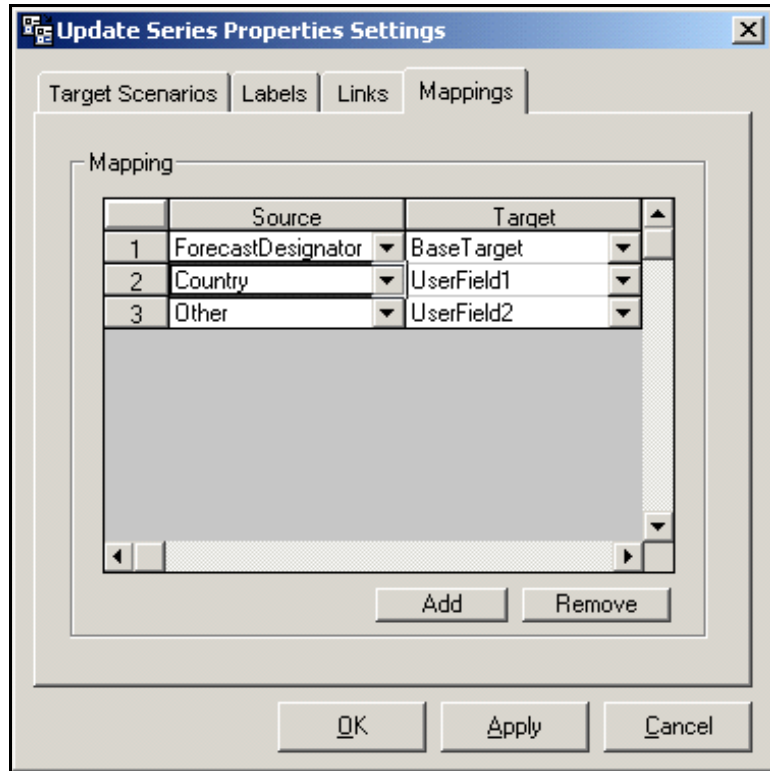 Update Series Properties Settings
Target Scenarios Labels Links Mappings
Mapping
Source Target
1 ForecastDesignator BaseTarget
2 Country UserField1
3 Other UserField2
Add Remove
OK Apply Cancel